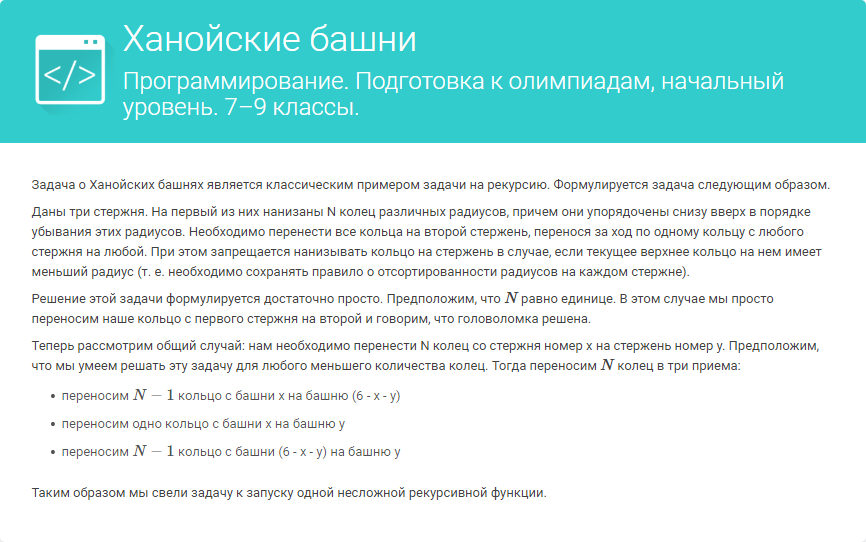 </>
Ханойские башни
Программирование. Подготовка к олимпиадам, начальный
уровень. 7–9 классы.
Задача о Ханойских башнях является классическим примером задачи на рекурсию. Формулируется задача следующим образом.
Даны три стержня. На первый из них нанизаны N колец различных радиусов, причем они упорядочены снизу вверх в порядке
убывания этих радиусов. Необходимо перенести все кольца на второй стержень, перенося за ход по одному кольцу с любого
стержня на любой. При этом запрещается нанизывать кольцо на стержень в случае, если текущее верхнее кольцо на нем имеет
меньший радиус (т. е. необходимо сохранять правило о отсортированности радиусов на каждом стержне).
Решение этой задачи формулируется достаточно просто. Предположим, что N равно единице. В этом случае мы просто
переносим наше кольцо с первого стержня на второй и говорим, что головоломка решена.
Теперь рассмотрим общий случай: нам необходимо перенести N колец со стержня номер x на стержень номер y. Предположим,
что мы умеем решать эту задачу для любого меньшего количества колец. Тогда переносим N колец в три приема:
• переносим N − 1 кольцо с башни x на башню (6 - x - y)
• переносим одно кольцо с башни x на башню y
• переносим N − 1 кольцо с башни (6 - x - y) на башню y
Таким образом мы свели задачу к запуску одной несложной рекурсивной функции.